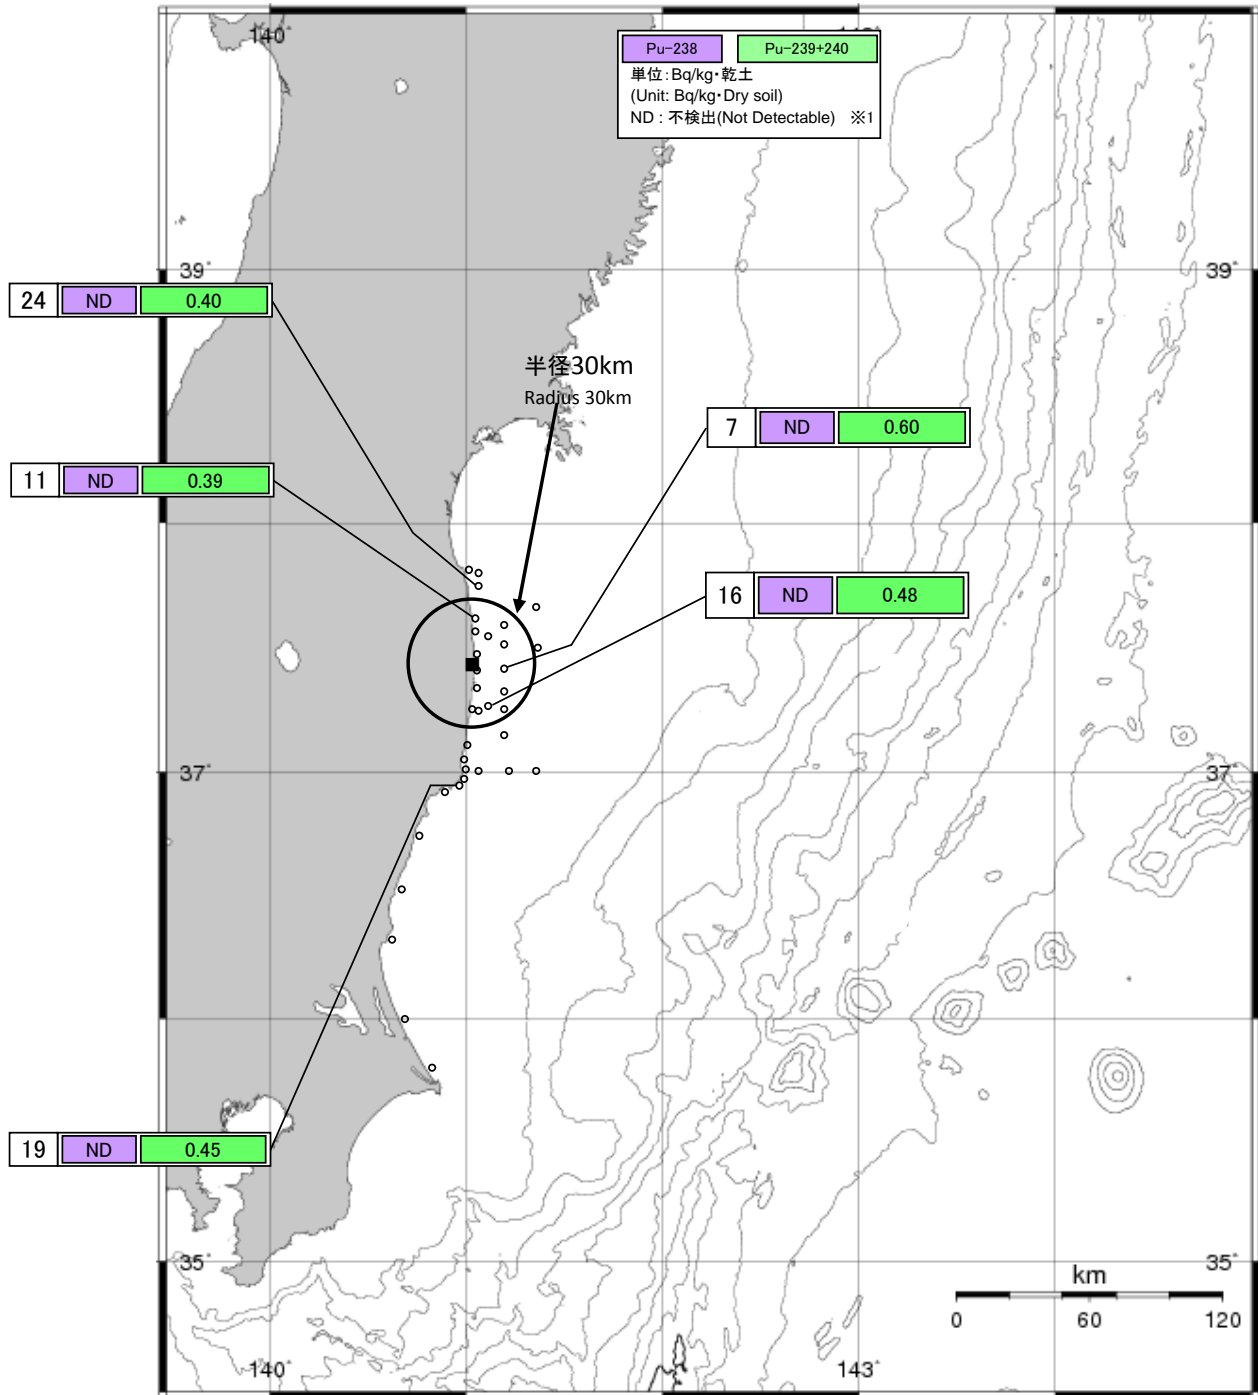 140°
Pu-238 Pu-239+240
単位:Bq/kg・乾土
(Unit: Bq/kg・Dry soil)
ND : 不検出(Not Detectable) ※1
39° 39°
24 ND 0.40
半径30km
Radius 30km
7 ND 0.60
11 ND 0.39
16 ND 0.48
37° 37°
19 ND 0.45
35° 35°
km
0 60 120
140° 143°